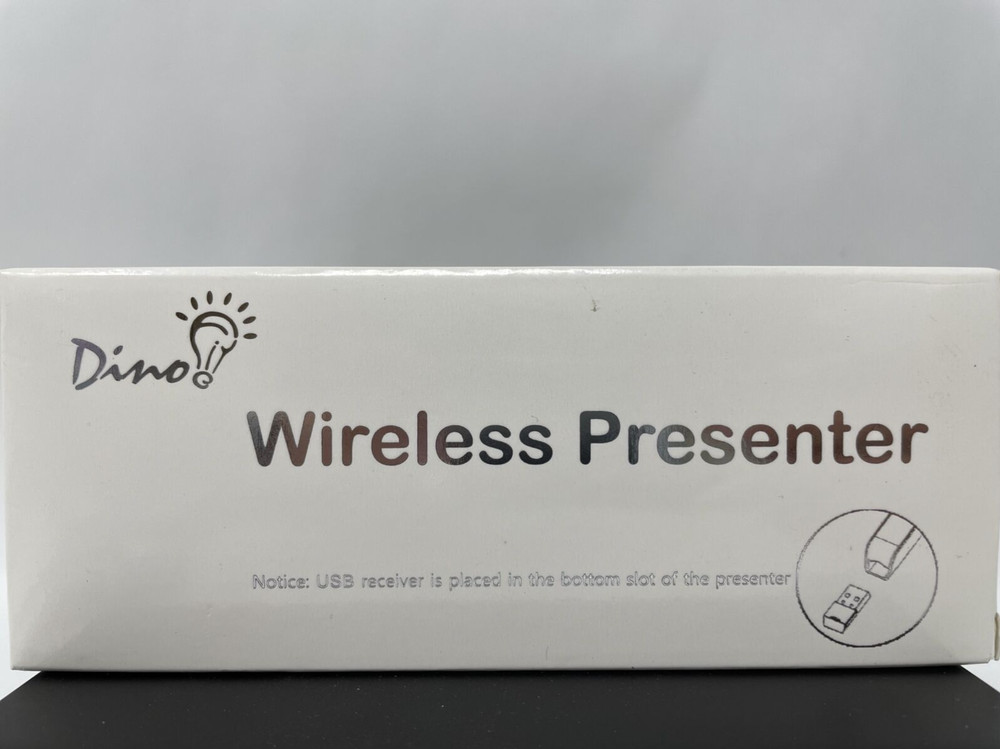 Dino
Wireless Presenter
Notice: USB receiver is placed in the bottom slot of the presenter